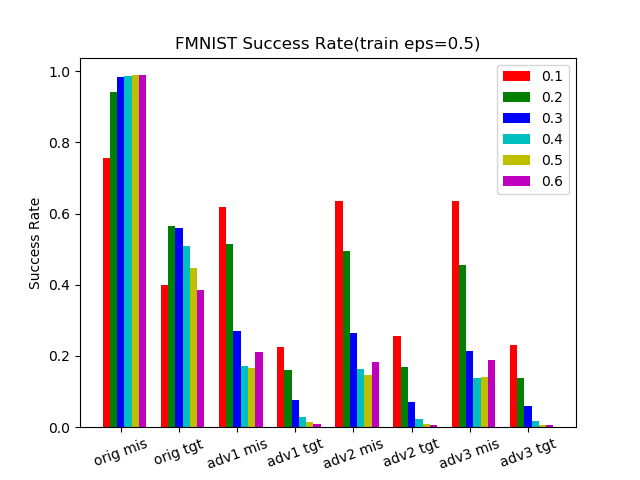 FMNIST Success Rate(train eps=0.5)
1.0
0.8
0.6
0.4
0.2
0.0
Success Rate
0.1
0.2
0.3
0.4
0.5
0.6
orig mis
orig tgt
adv1 mis
adv1 tgt
adv2 mis
adv2 tgt
adv3 mis
adv3 tgt